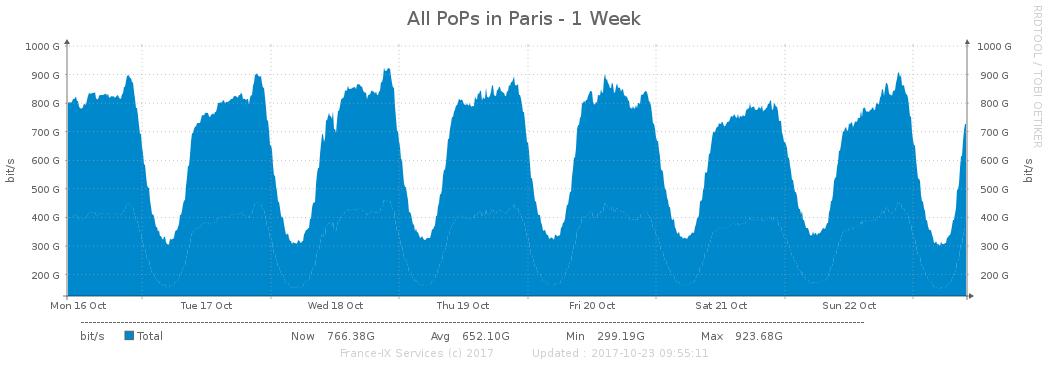 All PoPs in Paris - 1 Week
RRDTOOL / TOBI OETIKER
bit/s
1000 G 1000 G
900 G 900 G
800 G 800 G
700 G 700 G
600 G 600 G
500 G 500 G
400 G 400 G
300 G 300 G
200 G 200 G
bit/s
Mon 16 Oct Tue 17 Oct Wed 18 Oct Thu 19 Oct Fri 20 Oct Sat 21 Oct Sun 22 Oct
bit/s Total Now 766.38G Avg 652.10G Min 299.19G Max 923.68G
France-IX Services (c) 2017 Updated : 2017-10-23 09:55:11